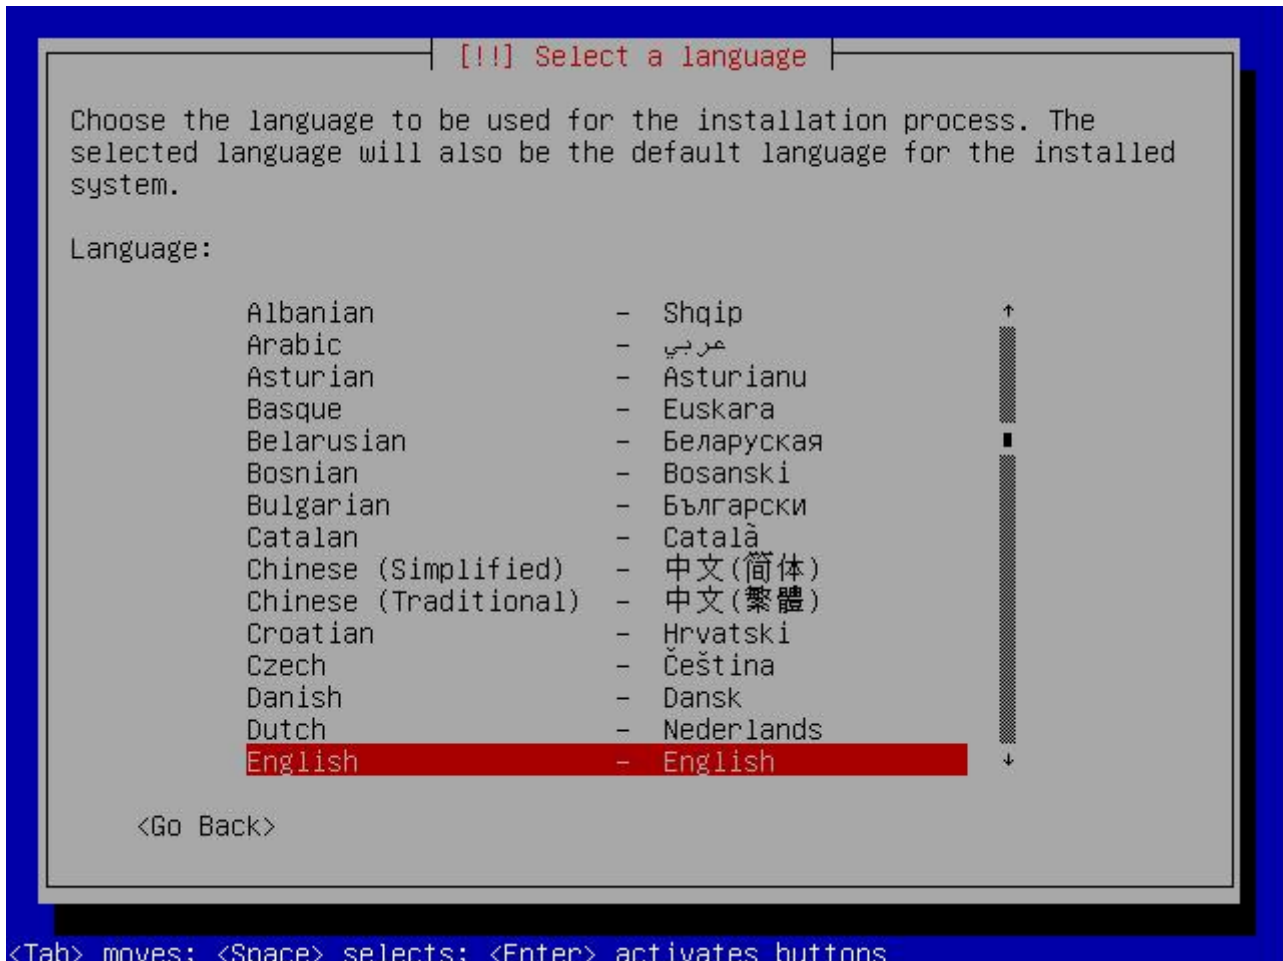 [!!] Select a language
Choose the language to be used for the installation process. The
selected language will also be the default language for the installed
system.
Language:
Albanian - Shqip
Arabic - عربي
Asturian - Asturianu
Basque - Euskara
Belarusian - Беларуская
Bosnian - Bosanski
Bulgarian - Български
Catalan - Català
Chinese (Simplified) - 中文(简体)
Chinese (Traditional) - 中文(繁體)
Croatian - Hrvatski
Czech - Čeština
Danish - Dansk
Dutch - Nederlands
English - English
<Go Back>
<Tab> moves; <Space> selects; <Enter> activates buttons